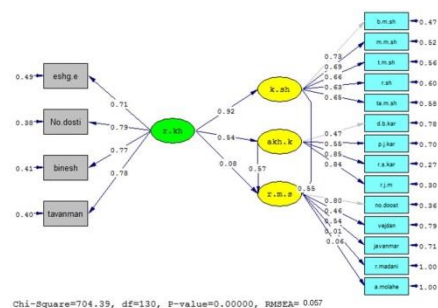 0.49 eshg.e
0.38 No.dosti
0.41 binesh
0.40 tavanman
0.71
0.79
0.77
0.78
r.kh
0.92
0.54
0.08
k.sh
akh.k
r.m.s
0.57
0.55
0.73
0.69
0.66
0.63
0.65
0.47
0.55
0.85
0.84
0.80
0.46
0.54
0.01
0.06
b.m.sh 0.47
m.m.sh 0.52
t.m.sh 0.56
r.sh 0.60
ta.m.sh 0.58
d.b.kar 0.78
p.j.kar 0.70
r.a.kar 0.27
r.j.m 0.30
no.doost 0.36
vajdan 0.79
javanmar 0.71
r.madani 1.00
a.molahe 1.00
Chi-Square=704.39, df=130, P-value=0.00000, RMSEA= 0.057